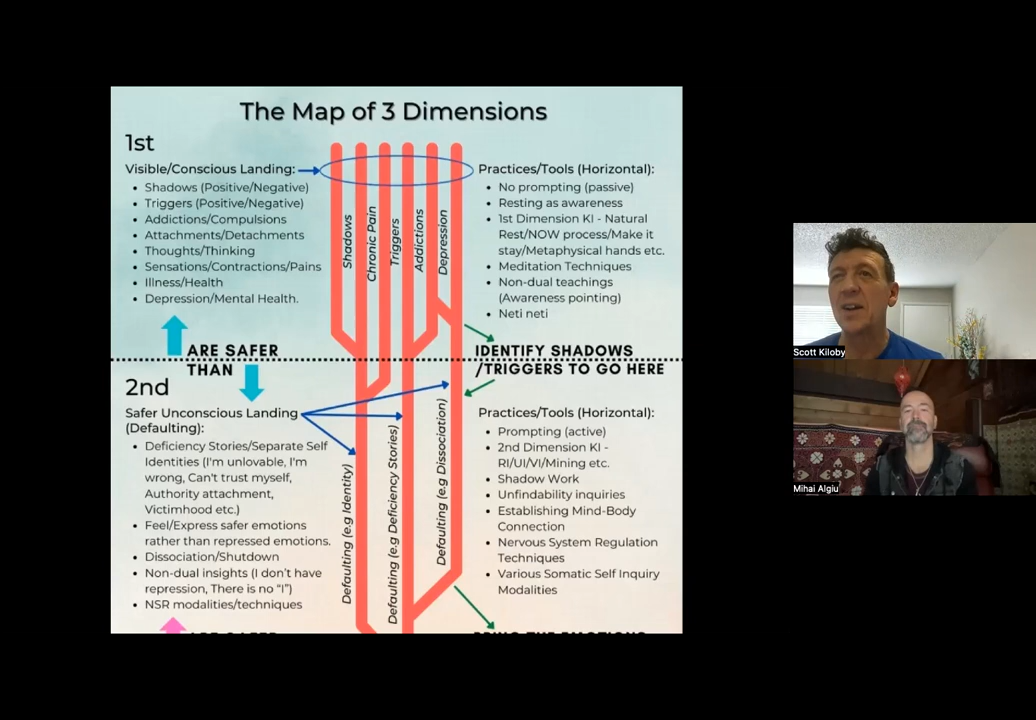 The Map of 3 Dimensions
1st
Visible/Conscious Landing:
• Shadows (Positive/Negative)
• Triggers (Positive/Negative)
• Addictions/Compulsions
• Attachments/Detachments
• Thoughts/Thinking
• Sensations/Contractions/Pains
• Illness/Health
• Depression/Mental Health.
Shadows
Chronic Pain
Triggers
Addictions
Depression
Practices/Tools (Horizontal):
• No prompting (passive)
• Resting as awareness
• 1st Dimension KI - Natural
Rest/NOW process/Make it
stay/Metaphysical hands etc.
• Meditation Techniques
• Non-dual teachings
(Awareness pointing)
• Neti neti
ARE SAFER
THAN
IDENTIFY SHADOWS
/TRIGGERS TO GO HERE
2nd
Safer Unconscious Landing
(Defaulting):
• Deficiency Stories/Separate Self
Identities (I'm unlovable, I'm
wrong, Can't trust myself,
Authority attachment,
Victimhood etc.)
• Feel/Express safer emotions
rather than repressed emotions.
• Dissociation/Shutdown
• Non-dual insights (I don't have
repression, There is no "I")
• NSR modalities/techniques
Defaulting (e.g Identity)
Defaulting (e.g Deficiency Stories)
Defaulting (e.g Dissociation)
Practices/Tools (Horizontal):
• Prompting (active)
• 2nd Dimension KI -
RI/UI/VI/Mining etc.
• Shadow Work
• Unfindability inquiries
• Establishing Mind-Body
Connection
• Nervous System Regulation
Techniques
• Various Somatic Self Inquiry
Modalities
ARE SAFER
BRING THE EMOTIONS
Scott Kiloby
Mihai Algiu